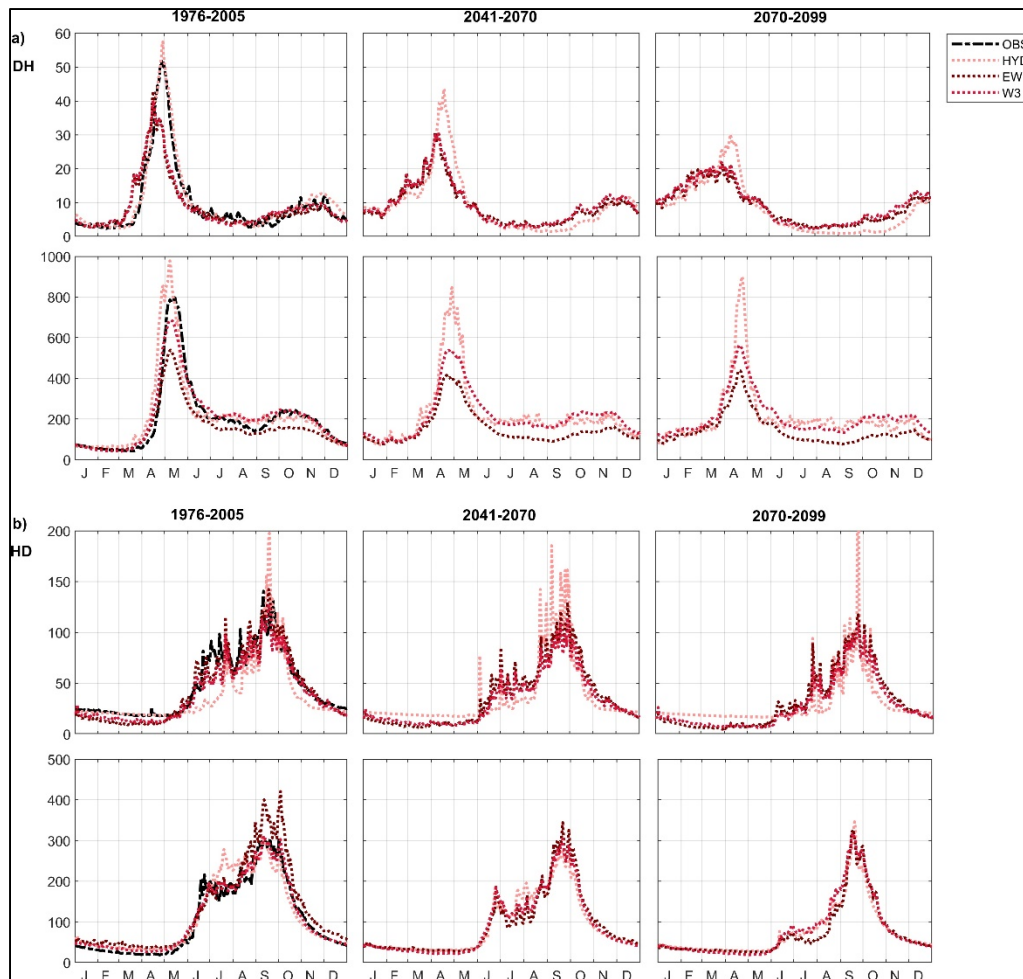 1976-2005 2041-2070 2070-2099
a)
DH
OBS
HYD
EW
W3
60
50
40
30
20
10
0
1000
800
600
400
200
0
J F M A M J J A S O N D J F M A M J J A S O N D J F M A M J J A S O N D
1976-2005 2041-2070 2070-2099
b)
HD
200
150
100
50
0
500
400
300
200
100
0
J F M A M J J A S O N D J F M A M J J A S O N D J F M A M J J A S O N D